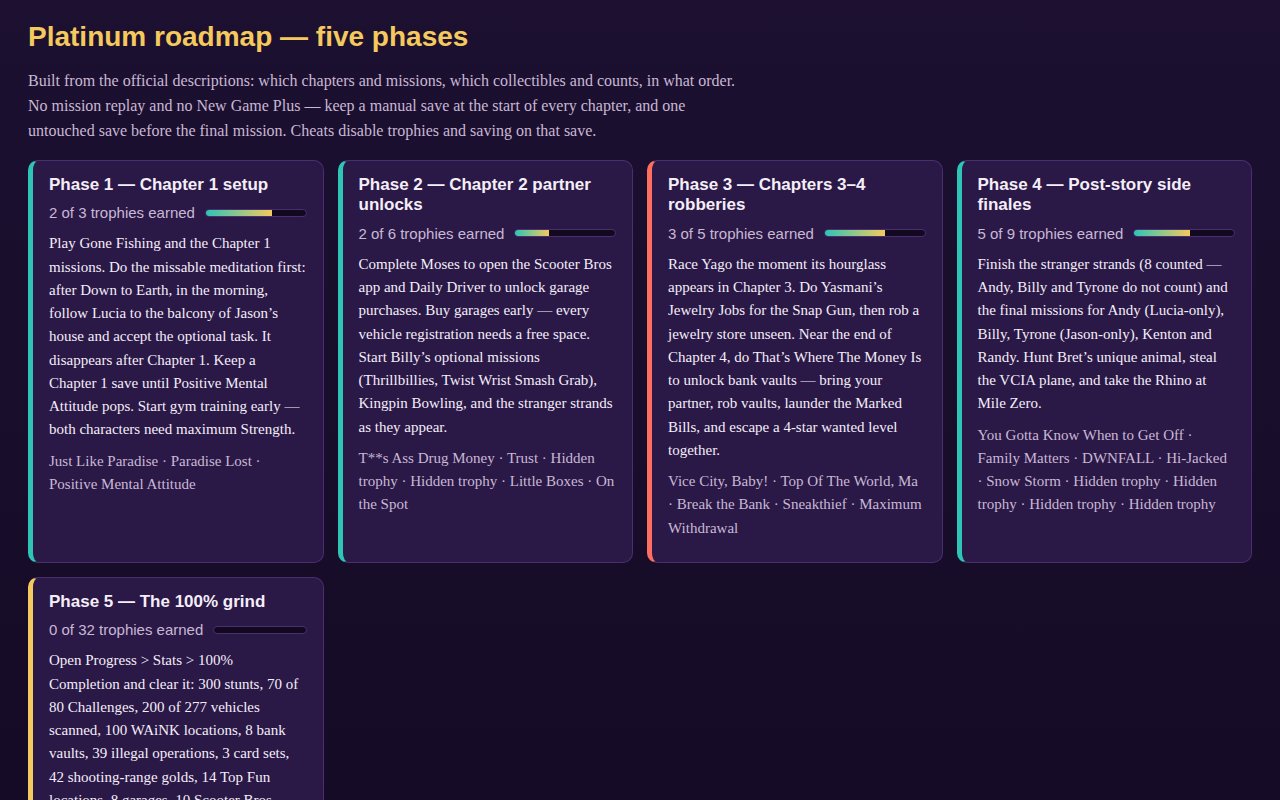 Platinum roadmap — five phases
Built from the official descriptions: which chapters and missions, which collectibles and counts, in what order.
No mission replay and no New Game Plus — keep a manual save at the start of every chapter, and one
untouched save before the final mission. Cheats disable trophies and saving on that save.
Phase 1 — Chapter 1 setup
2 of 3 trophies earned
Play Gone Fishing and the Chapter 1
missions. Do the missable meditation first:
after Down to Earth, in the morning,
follow Lucia to the balcony of Jason’s
house and accept the optional task. It
disappears after Chapter 1. Keep a
Chapter 1 save until Positive Mental
Attitude pops. Start gym training early —
both characters need maximum Strength.
Just Like Paradise · Paradise Lost ·
Positive Mental Attitude
Phase 2 — Chapter 2 partner
unlocks
2 of 6 trophies earned
Complete Moses to open the Scooter Bros
app and Daily Driver to unlock garage
purchases. Buy garages early — every
vehicle registration needs a free space.
Start Billy’s optional missions
(Thrillbillies, Twist Wrist Smash Grab),
Kingpin Bowling, and the stranger strands
as they appear.
T**s Ass Drug Money · Trust · Hidden
trophy · Hidden trophy · Little Boxes · On
the Spot
Phase 3 — Chapters 3–4
robberies
3 of 5 trophies earned
Race Yago the moment its hourglass
appears in Chapter 3. Do Yasmani’s
Jewelry Jobs for the Snap Gun, then rob a
jewelry store unseen. Near the end of
Chapter 4, do That’s Where The Money Is
to unlock bank vaults — bring your
partner, rob vaults, launder the Marked
Bills, and escape a 4-star wanted level
together.
Vice City, Baby! · Top Of The World, Ma
· Break the Bank · Sneakthief · Maximum
Withdrawal
Phase 4 — Post-story side
finales
5 of 9 trophies earned
Finish the stranger strands (8 counted —
Andy, Billy and Tyrone do not count) and
the final missions for Andy (Lucia-only),
Billy, Tyrone (Jason-only), Kenton and
Randy. Hunt Bret’s unique animal, steal
the VCIA plane, and take the Rhino at
Mile Zero.
You Gotta Know When to Get Off ·
Family Matters · DWNFALL · Hi-Jacked
· Snow Storm · Hidden trophy · Hidden
trophy · Hidden trophy · Hidden trophy
Phase 5 — The 100% grind
0 of 32 trophies earned
Open Progress > Stats > 100%
Completion and clear it: 300 stunts, 70 of
80 Challenges, 200 of 277 vehicles
scanned, 100 WAiNK locations, 8 bank
vaults, 39 illegal operations, 3 card sets,
42 shooting-range golds, 14 Top Fun
locations, 8 garages, 10 Scooter Bros